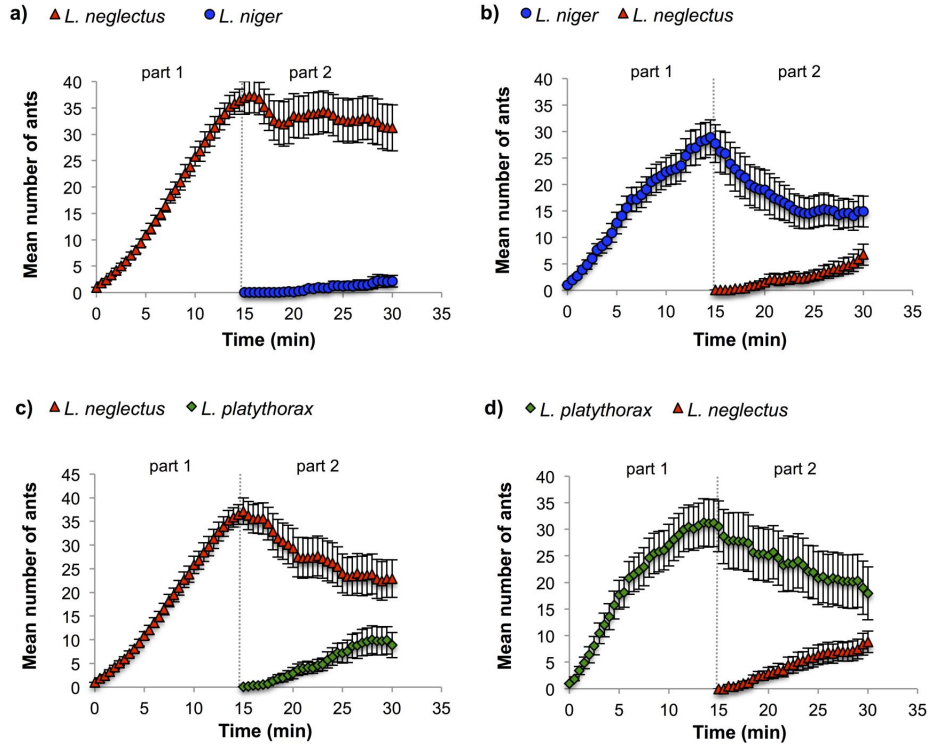 a) L. neglectus L. niger
part 1 part 2
40
35
30
25
20
15
10
5
0
0 5 10 15 20 25 30 35
Mean number of ants
Time (min)
b) L. niger L. neglectus
part 1 part 2
40
35
30
25
20
15
10
5
0
0 5 10 15 20 25 30 35
Mean number of ants
Time (min)
c) L. neglectus L. platythorax
part 1 part 2
45
40
35
30
25
20
15
10
5
0
0 5 10 15 20 25 30 35
Mean number of ants
Time (min)
d) L. platythorax L. neglectus
part 1 part 2
40
35
30
25
20
15
10
5
0
0 5 10 15 20 25 30 35
Mean number of ants
Time (min)